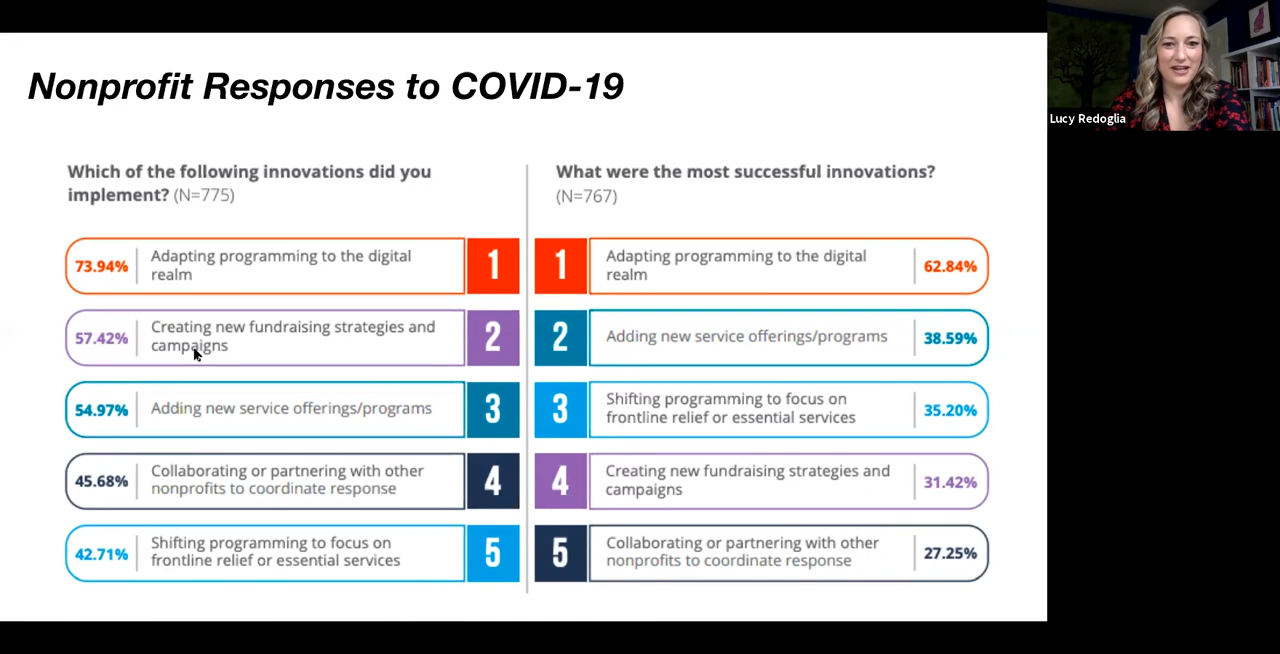 Nonprofit Responses to COVID-19
Lucy Redoglia
Which of the following innovations did you
implement? (N=775)
73.94%
Adapting programming to the digital
realm
1
57.42%
Creating new fundraising strategies and
campaigns
2
54.97%
Adding new service offerings/programs
3
45.68%
Collaborating or partnering with other
nonprofits to coordinate response
4
42.71%
Shifting programming to focus on
frontline relief or essential services
5
What were the most successful innovations?
(N=767)
1
Adapting programming to the digital
realm
62.84%
2
Adding new service offerings/programs
38.59%
3
Shifting programming to focus on
frontline relief or essential services
35.20%
4
Creating new fundraising strategies and
campaigns
31.42%
5
Collaborating or partnering with other
nonprofits to coordinate response
27.25%